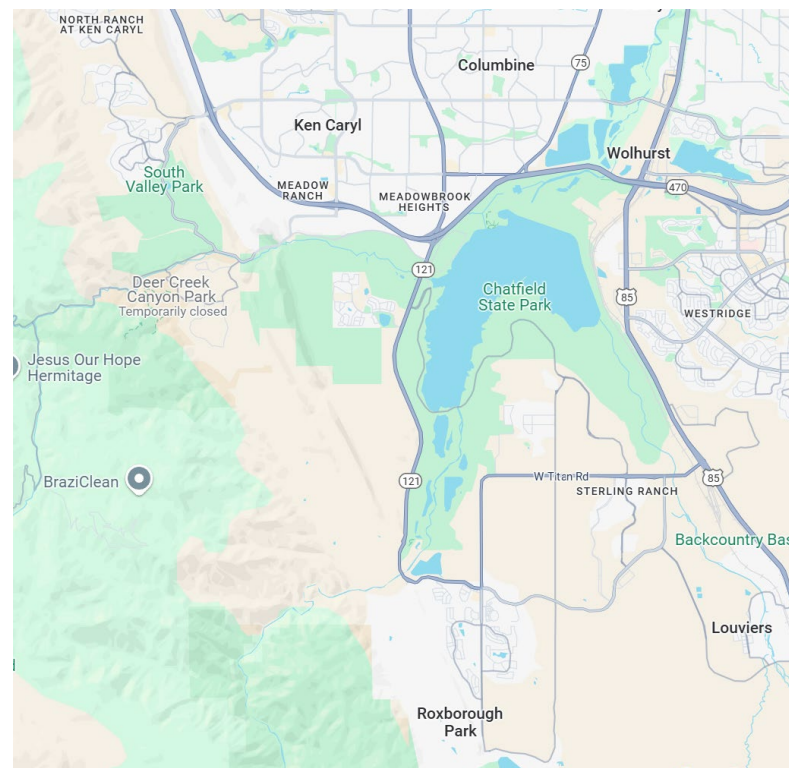 NORTH RANCH
AT KEN CARYL
Columbine
75
Ken Caryl
Wolhurst
South
Valley Park
MEADOW
RANCH
MEADOWBROOK
HEIGHTS
470
121
Deer Creek
Canyon Park
Temporarily closed
Chatfield
State Park
85
WESTRIDGE
Jesus Our Hope
Hermitage
BraziClean
121
W Titan Rd
85
STERLING RANCH
Backcountry Bas
Louviers
Roxborough
Park